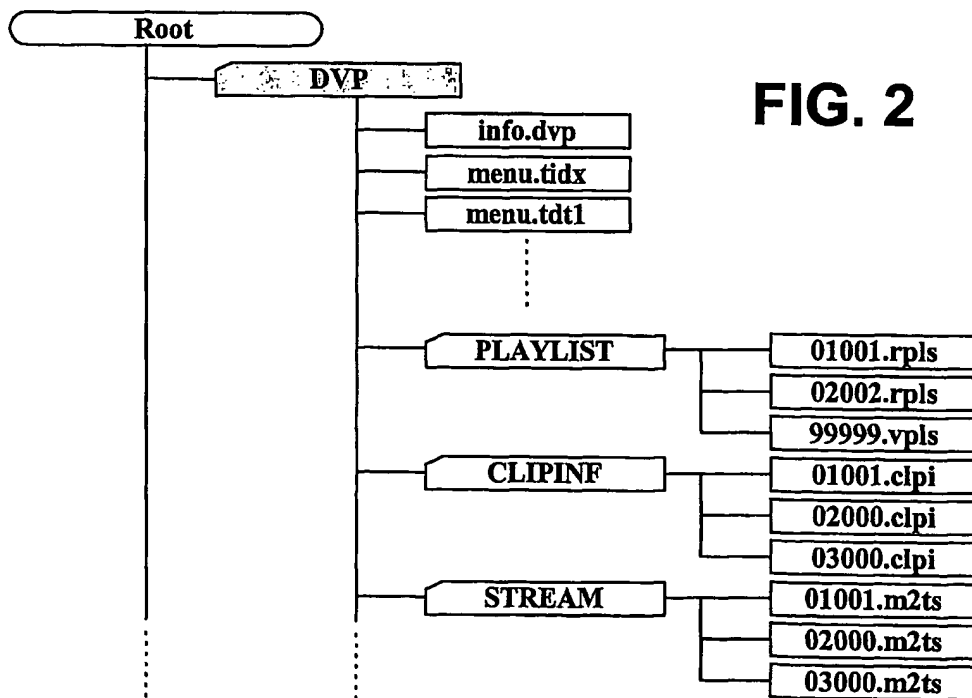 Root
DVP
FIG. 2
info.dvp
menu.tidx
menu.tdt1
PLAYLIST
01001.rpls
02002.rpls
99999.vpls
CLIPINF
01001.clpi
02000.clpi
03000.clpi
STREAM
01001.m2ts
02000.m2ts
03000.m2ts